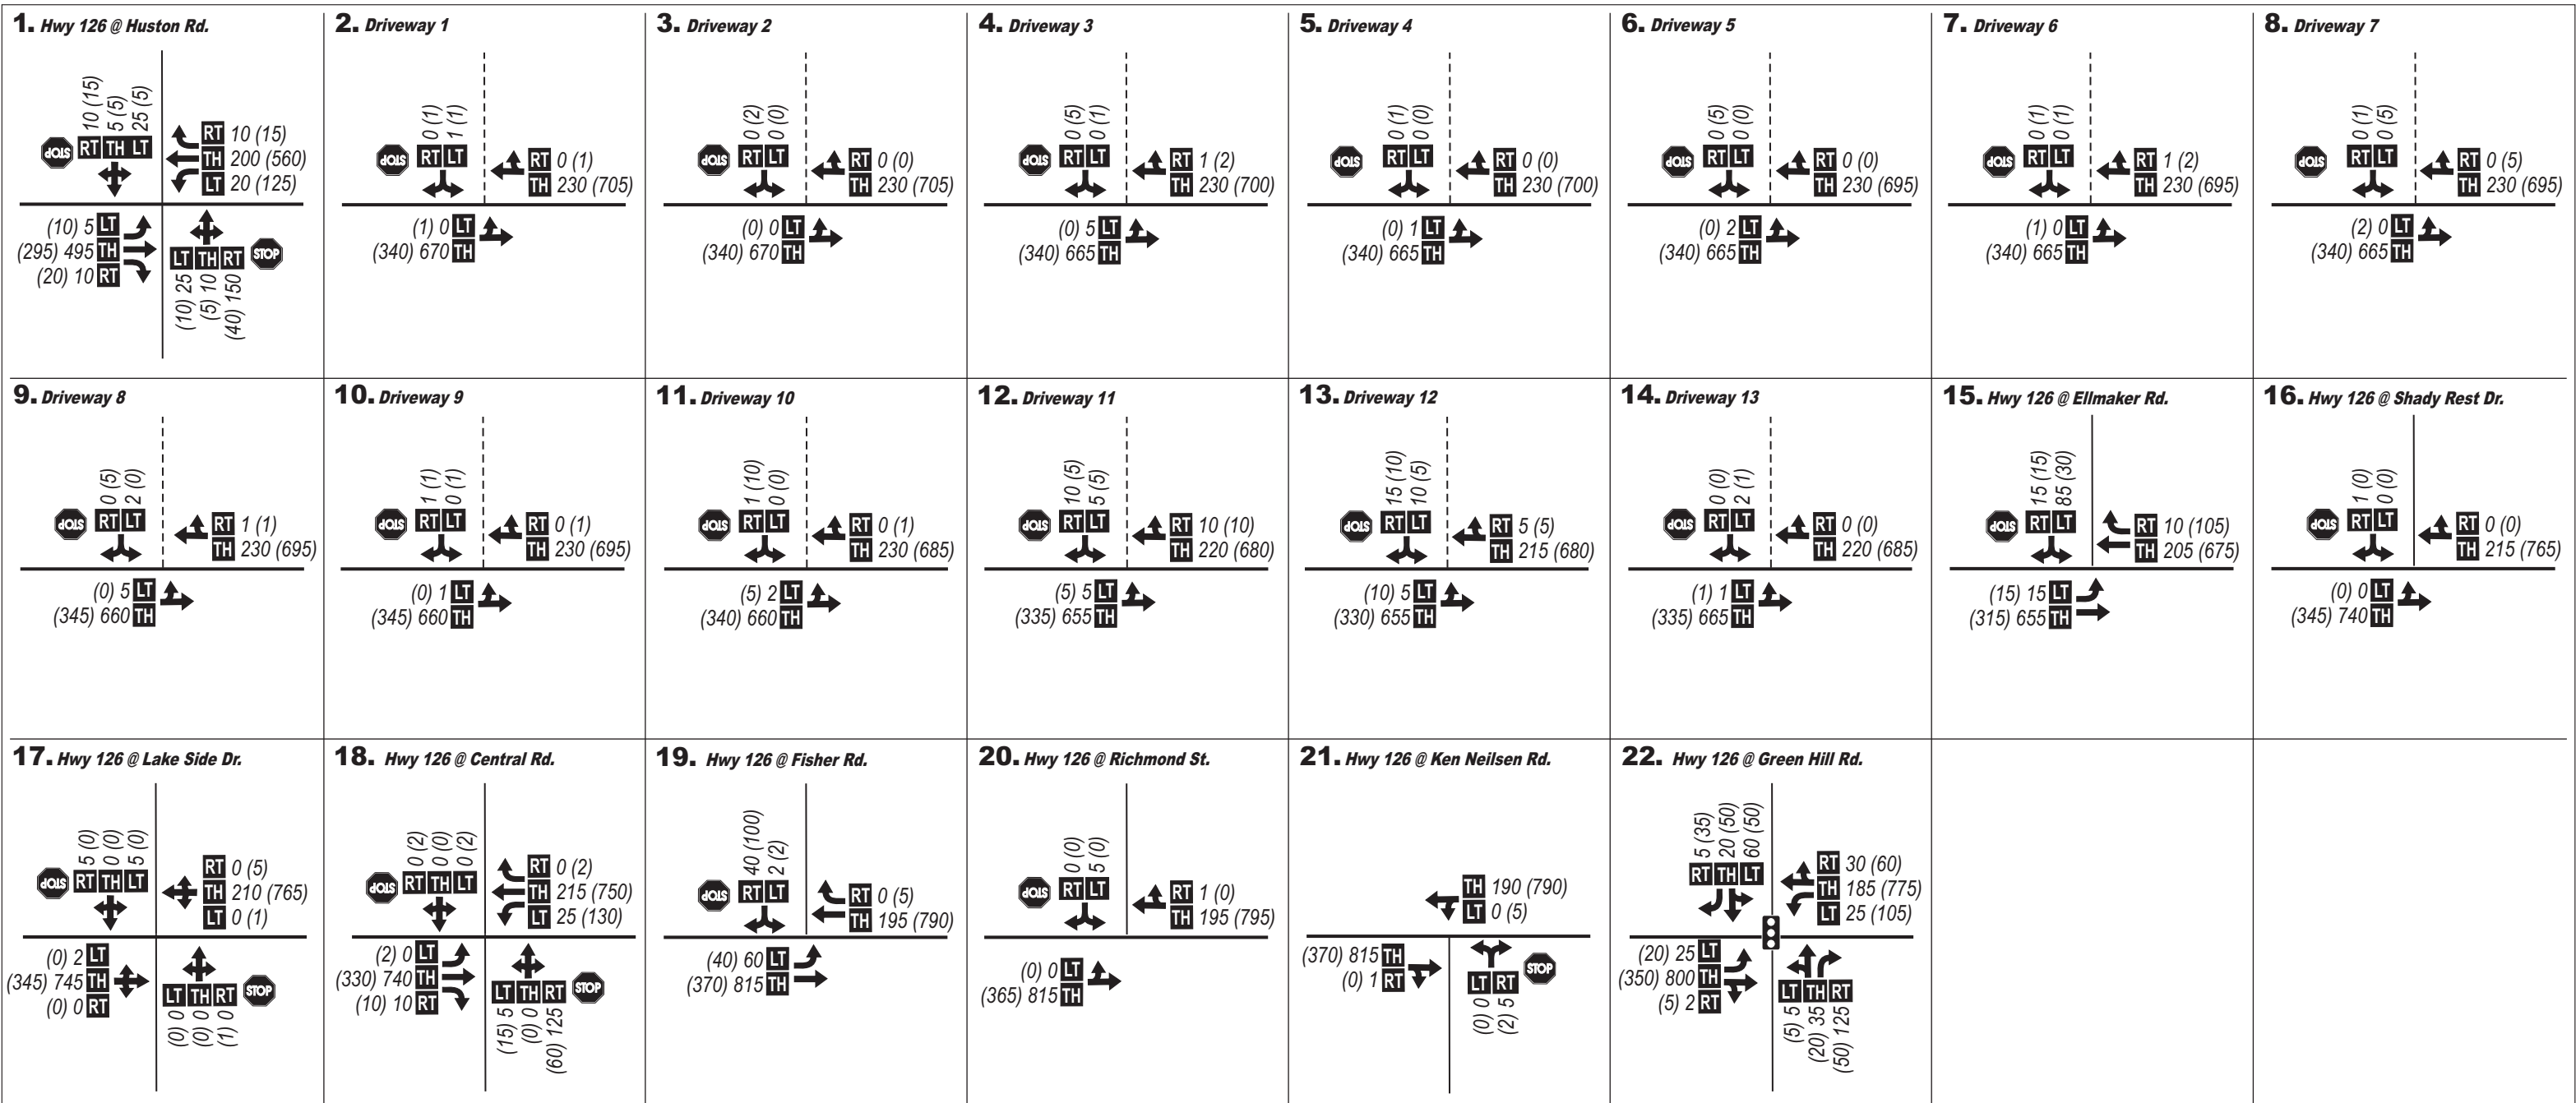 1. Hwy 126 @ Huston Rd.
10 (15)
5 (5)
25 (5)
STOP
RT TH LT
RT 10 (15)
TH 200 (560)
LT 20 (125)
(10) 5 LT
(295) 495 TH
(20) 10 RT
LT TH RT
STOP
(10) 25
(5) 10
(40) 150
2. Driveway 1
0 (1)
1 (1)
STOP
RT LT
RT 0 (1)
TH 230 (705)
(1) 0 LT
(340) 670 TH
3. Driveway 2
0 (2)
0 (0)
STOP
RT LT
RT 0 (0)
TH 230 (705)
(0) 0 LT
(340) 670 TH
4. Driveway 3
0 (5)
0 (1)
STOP
RT LT
RT 1 (2)
TH 230 (700)
(0) 5 LT
(340) 665 TH
5. Driveway 4
0 (1)
0 (0)
STOP
RT LT
RT 0 (0)
TH 230 (700)
(0) 1 LT
(340) 665 TH
6. Driveway 5
0 (5)
0 (0)
STOP
RT LT
RT 0 (0)
TH 230 (695)
(0) 2 LT
(340) 665 TH
7. Driveway 6
0 (1)
0 (1)
STOP
RT LT
RT 1 (2)
TH 230 (695)
(1) 0 LT
(340) 665 TH
8. Driveway 7
0 (1)
0 (5)
STOP
RT LT
RT 0 (5)
TH 230 (695)
(2) 0 LT
(340) 665 TH
9. Driveway 8
0 (5)
2 (0)
STOP
RT LT
RT 1 (1)
TH 230 (695)
(0) 5 LT
(345) 660 TH
10. Driveway 9
1 (1)
0 (1)
STOP
RT LT
RT 0 (1)
TH 230 (695)
(0) 1 LT
(345) 660 TH
11. Driveway 10
1 (10)
0 (0)
STOP
RT LT
RT 0 (1)
TH 230 (685)
(5) 2 LT
(340) 660 TH
12. Driveway 11
10 (5)
5 (5)
STOP
RT LT
RT 10 (10)
TH 220 (680)
(5) 5 LT
(335) 655 TH
13. Driveway 12
15 (10)
10 (5)
STOP
RT LT
RT 5 (5)
TH 215 (680)
(10) 5 LT
(330) 655 TH
14. Driveway 13
0 (0)
2 (1)
STOP
RT LT
RT 0 (0)
TH 220 (685)
(1) 1 LT
(335) 665 TH
15. Hwy 126 @ Ellmaker Rd.
15 (15)
85 (30)
STOP
RT LT
RT 10 (105)
TH 205 (675)
(15) 15 LT
(315) 655 TH
16. Hwy 126 @ Shady Rest Dr.
1 (0)
0 (0)
STOP
RT LT
RT 0 (0)
TH 215 (765)
(0) 0 LT
(345) 740 TH
17. Hwy 126 @ Lake Side Dr.
5 (0)
0 (0)
5 (0)
STOP
RT TH LT
RT 0 (5)
TH 210 (765)
LT 0 (1)
(0) 2 LT
(345) 745 TH
(0) 0 RT
LT TH RT
STOP
(0) 0
(0) 0
(1) 0
18. Hwy 126 @ Central Rd.
0 (2)
0 (0)
0 (2)
STOP
RT TH LT
RT 0 (2)
TH 215 (750)
LT 25 (130)
(2) 0 LT
(330) 740 TH
(10) 10 RT
LT TH RT
STOP
(15) 5
(0) 0
(60) 125
19. Hwy 126 @ Fisher Rd.
40 (100)
2 (2)
STOP
RT LT
RT 0 (5)
TH 195 (790)
(40) 60 LT
(370) 815 TH
20. Hwy 126 @ Richmond St.
0 (0)
5 (0)
STOP
RT LT
RT 1 (0)
TH 195 (795)
(0) 0 LT
(365) 815 TH
21. Hwy 126 @ Ken Neilsen Rd.
TH 190 (790)
LT 0 (5)
(370) 815 TH
(0) 1 RT
LT RT
STOP
(0) 0
(2) 5
22. Hwy 126 @ Green Hill Rd.
5 (35)
20 (50)
60 (50)
RT TH LT
RT 30 (60)
TH 185 (775)
LT 25 (105)
(20) 25 LT
(350) 800 TH
(5) 2 RT
LT TH RT
(5) 5
(20) 35
(50) 125